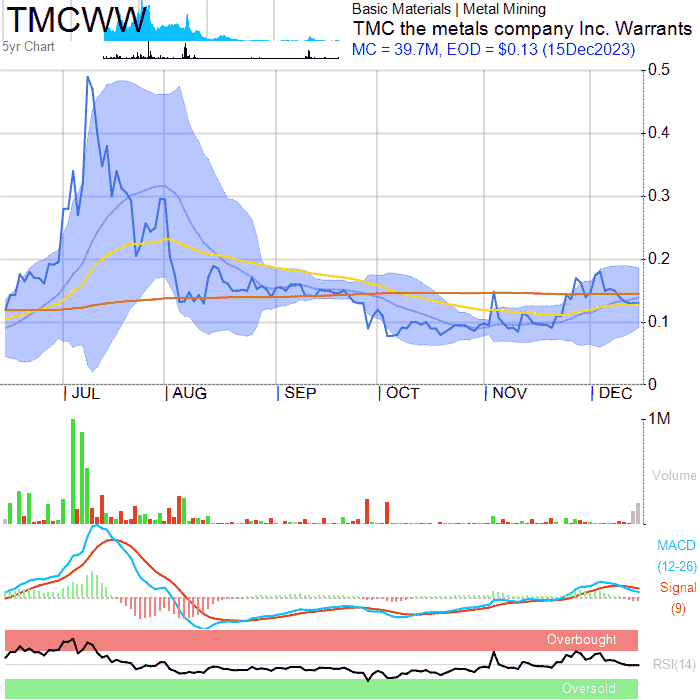 TMCWW
5yr Chart
Basic Materials | Metal Mining
TMC the metals company Inc. Warrants
MC = 39.7M, EOD = $0.13 (15Dec2023)
0.5
0.4
0.3
0.2
0.1
0
JUL
AUG
SEP
OCT
NOV
DEC
1M
Volume
MACD
(12-26)
Signal
(9)
Overbought
RSI(14)
Oversold